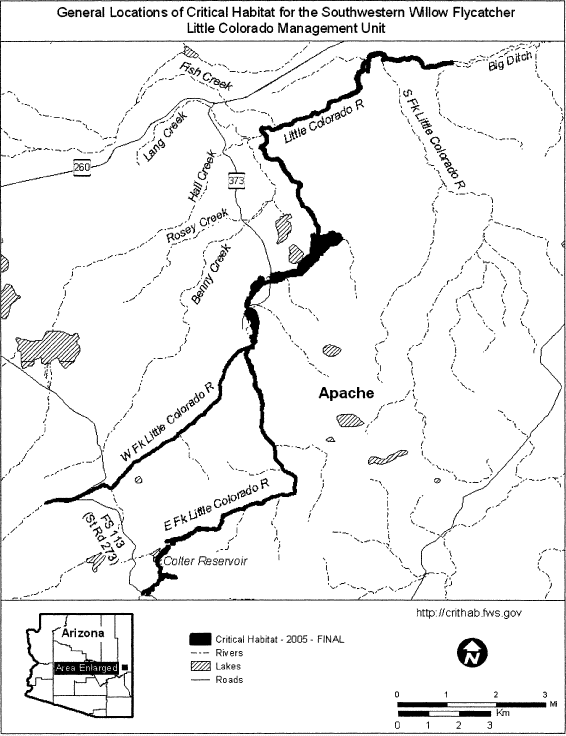 General Locations of Critical Habitat for the Southwestern Willow Flycatcher
Little Colorado Management Unit
Fish Creek
Big Ditch
Lang Creek
Little Colorado R
S Fk Little Colorado R
260
Hall Creek
373
Rosey Creek
Benny Creek
Apache
W Fk Little Colorado R
E Fk Little Colorado R
FS 113
(St Rd 273)
Colter Reservoir
http://crithab.fws.gov
Arizona
Area Enlarged
Critical Habitat - 2005 - FINAL
Rivers
Lakes
Roads
N
0 1 2 3
Mi
Km
0 1 2 3